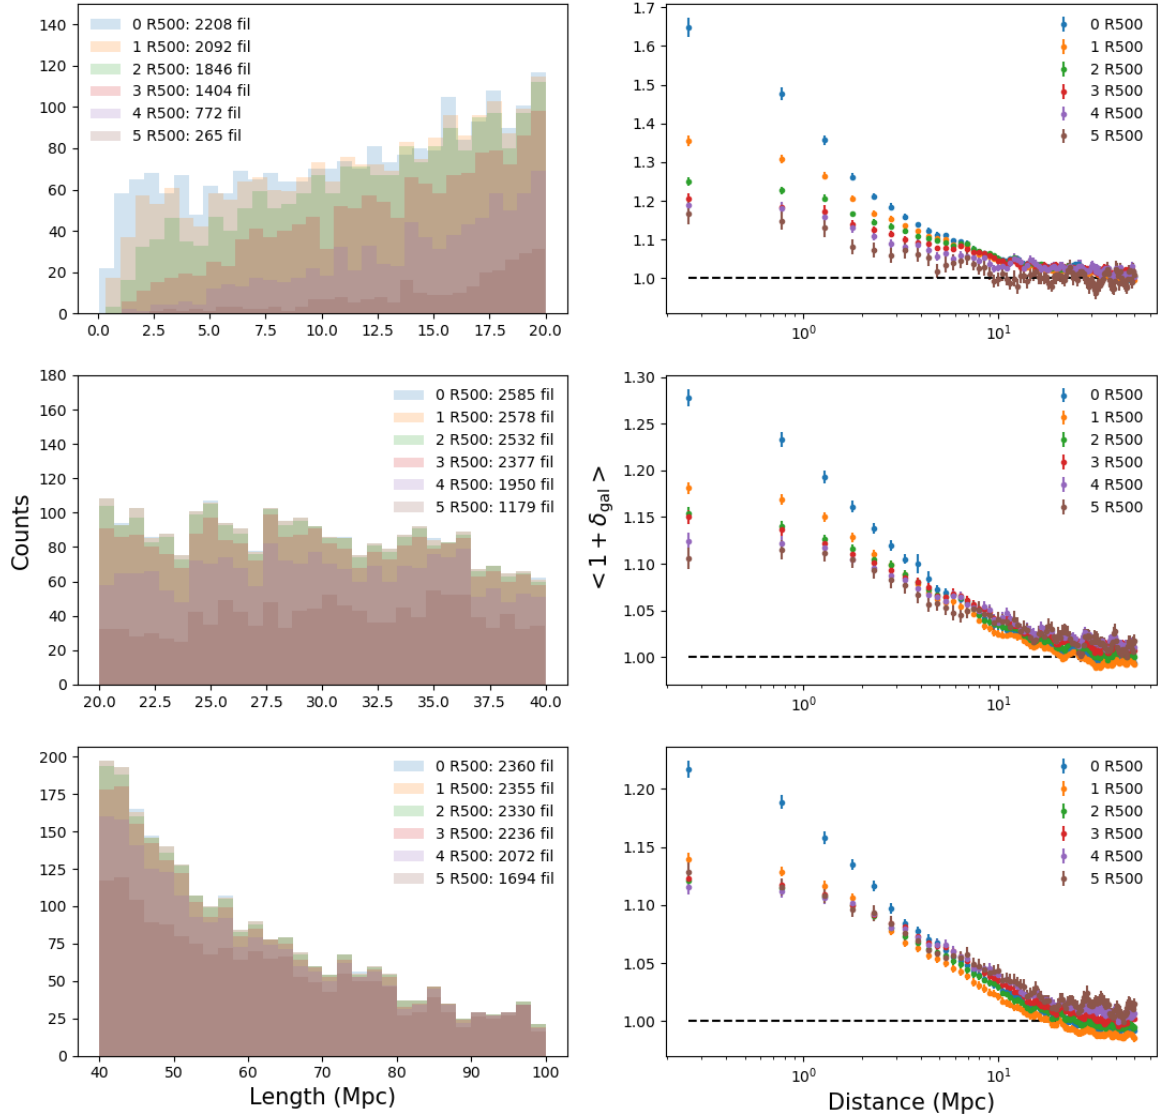 140
120
100
80
60
40
20
0
0 R500: 2208 fil
1 R500: 2092 fil
2 R500: 1846 fil
3 R500: 1404 fil
4 R500: 772 fil
5 R500: 265 fil
0.0 2.5 5.0 7.5 10.0 12.5 15.0 17.5 20.0
1.7
1.6
1.5
1.4
1.3
1.2
1.1
1.0
0 R500
1 R500
2 R500
3 R500
4 R500
5 R500
10⁰ 10¹
Counts
180
160
140
120
100
80
60
40
20
0
0 R500: 2585 fil
1 R500: 2578 fil
2 R500: 2532 fil
3 R500: 2377 fil
4 R500: 1950 fil
5 R500: 1179 fil
20.0 22.5 25.0 27.5 30.0 32.5 35.0 37.5 40.0
< 1 + δgal >
1.30
1.25
1.20
1.15
1.10
1.05
1.00
0 R500
1 R500
2 R500
3 R500
4 R500
5 R500
10⁰ 10¹
200
175
150
125
100
75
50
25
0
0 R500: 2360 fil
1 R500: 2355 fil
2 R500: 2330 fil
3 R500: 2236 fil
4 R500: 2072 fil
5 R500: 1694 fil
40 50 60 70 80 90 100
Length (Mpc)
1.20
1.15
1.10
1.05
1.00
0 R500
1 R500
2 R500
3 R500
4 R500
5 R500
10⁰ 10¹
Distance (Mpc)